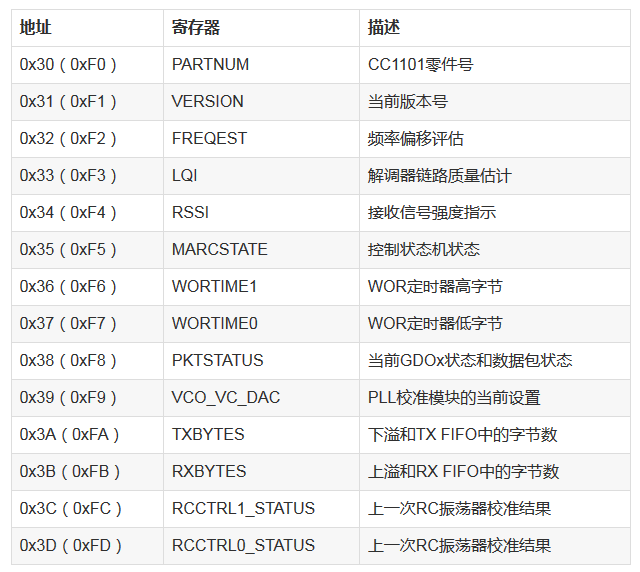 地址 寄存器 描述
0x30（0xF0） PARTNUM CC1101零件号
0x31（0xF1） VERSION 当前版本号
0x32（0xF2） FREQEST 频率偏移评估
0x33（0xF3） LQI 解调器链路质量估计
0x34（0xF4） RSSI 接收信号强度指示
0x35（0xF5） MARCSTATE 控制状态机状态
0x36（0xF6） WORTIME1 WOR定时器高字节
0x37（0xF7） WORTIME0 WOR定时器低字节
0x38（0xF8） PKTSTATUS 当前GDOx状态和数据包状态
0x39（0xF9） VCO_VC_DAC PLL校准模块的当前设置
0x3A（0xFA） TXBYTES 下溢和TX FIFO中的字节数
0x3B（0xFB） RXBYTES 上溢和RX FIFO中的字节数
0x3C（0xFC） RCCTRL1_STATUS 上一次RC振荡器校准结果
0x3D（0xFD） RCCTRL0_STATUS 上一次RC振荡器校准结果